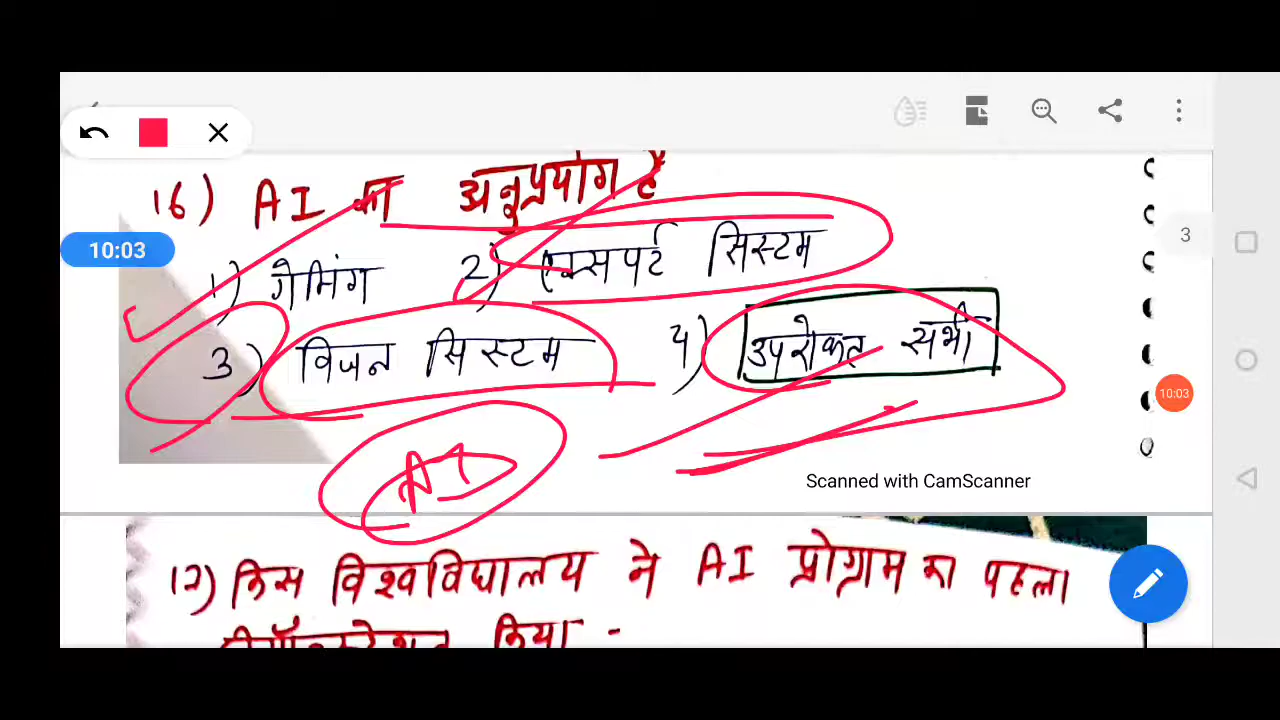 3
16) AI का अनुप्रयोग है
10:03
1) गेमिंग 2) एक्सपर्ट सिस्टम
3) विजन सिस्टम 4) उपरोक्त सभी
10:03
AI
Scanned with CamScanner
17) किस विश्वविद्यालय ने AI प्रोग्राम का पहला
किया -